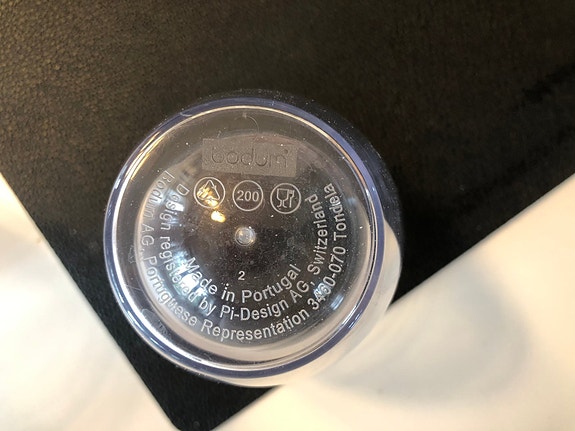 bodum
200
2
Made in Portugal
Design registered by Pi-Design AG, Switzerland
Bodum AG Portuguese Representation 3460-070 Tondela